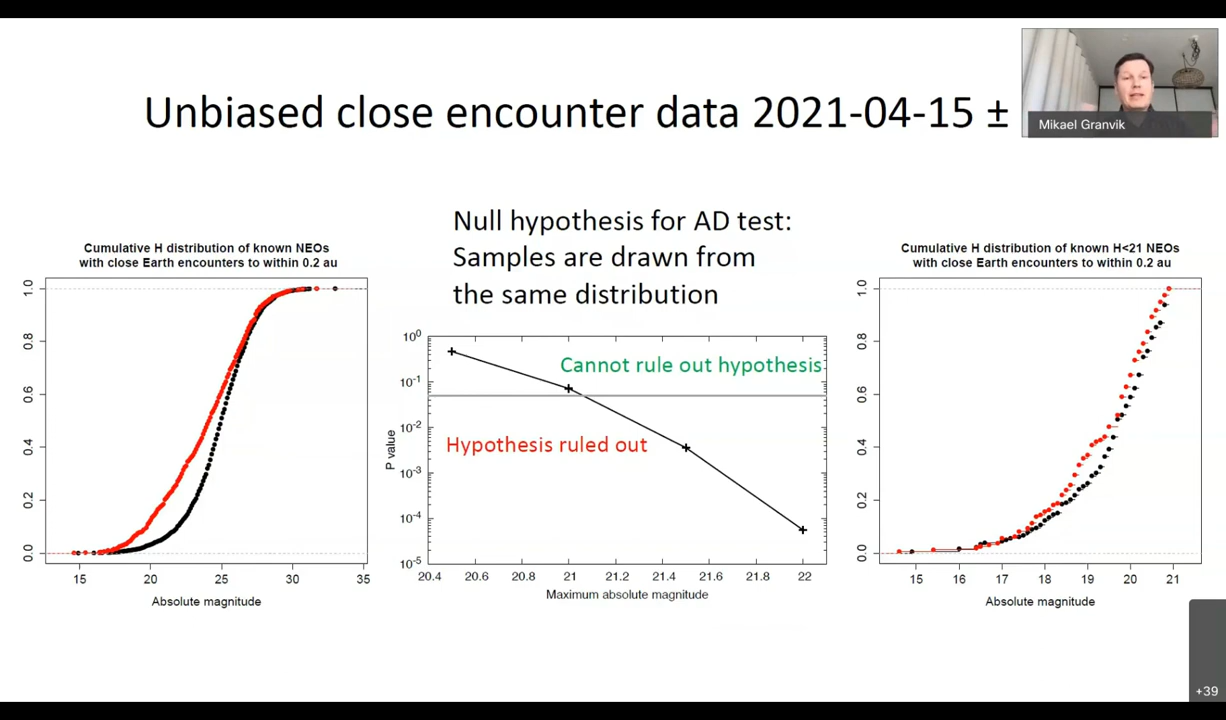 Unbiased close encounter data 2021-04-15 ±
Mikael Granvik
Null hypothesis for AD test:
Samples are drawn from
the same distribution
Cumulative H distribution of known NEOs
with close Earth encounters to within 0.2 au
1.0
0.8
0.6
0.4
0.2
0.0
15 20 25 30 35
Absolute magnitude
P value
10^0
10^-1
10^-2
10^-3
10^-4
10^-5
Cannot rule out hypothesis
Hypothesis ruled out
20.4 20.6 20.8 21 21.2 21.4 21.6 21.8 22
Maximum absolute magnitude
Cumulative H distribution of known H<21 NEOs
with close Earth encounters to within 0.2 au
1.0
0.8
0.6
0.4
0.2
0.0
15 16 17 18 19 20 21
Absolute magnitude
+39